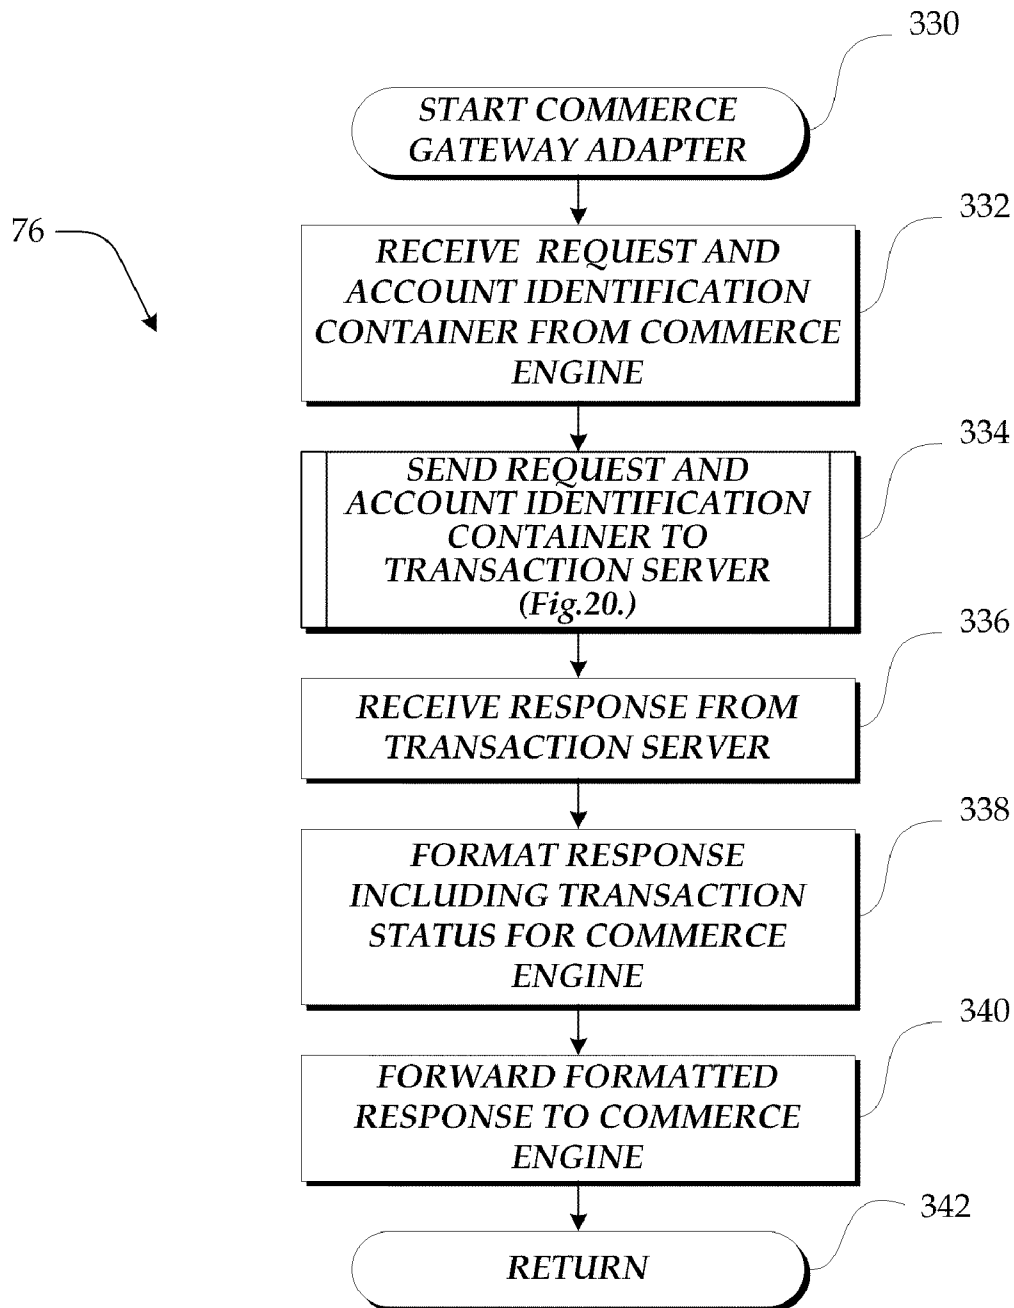 330
START COMMERCE
GATEWAY ADAPTER
332
76
RECEIVE REQUEST AND
ACCOUNT IDENTIFICATION
CONTAINER FROM COMMERCE
ENGINE
334
SEND REQUEST AND
ACCOUNT IDENTIFICATION
CONTAINER TO
TRANSACTION SERVER
(Fig.20.)
336
RECEIVE RESPONSE FROM
TRANSACTION SERVER
338
FORMAT RESPONSE
INCLUDING TRANSACTION
STATUS FOR COMMERCE
ENGINE
340
FORWARD FORMATTED
RESPONSE TO COMMERCE
ENGINE
342
RETURN